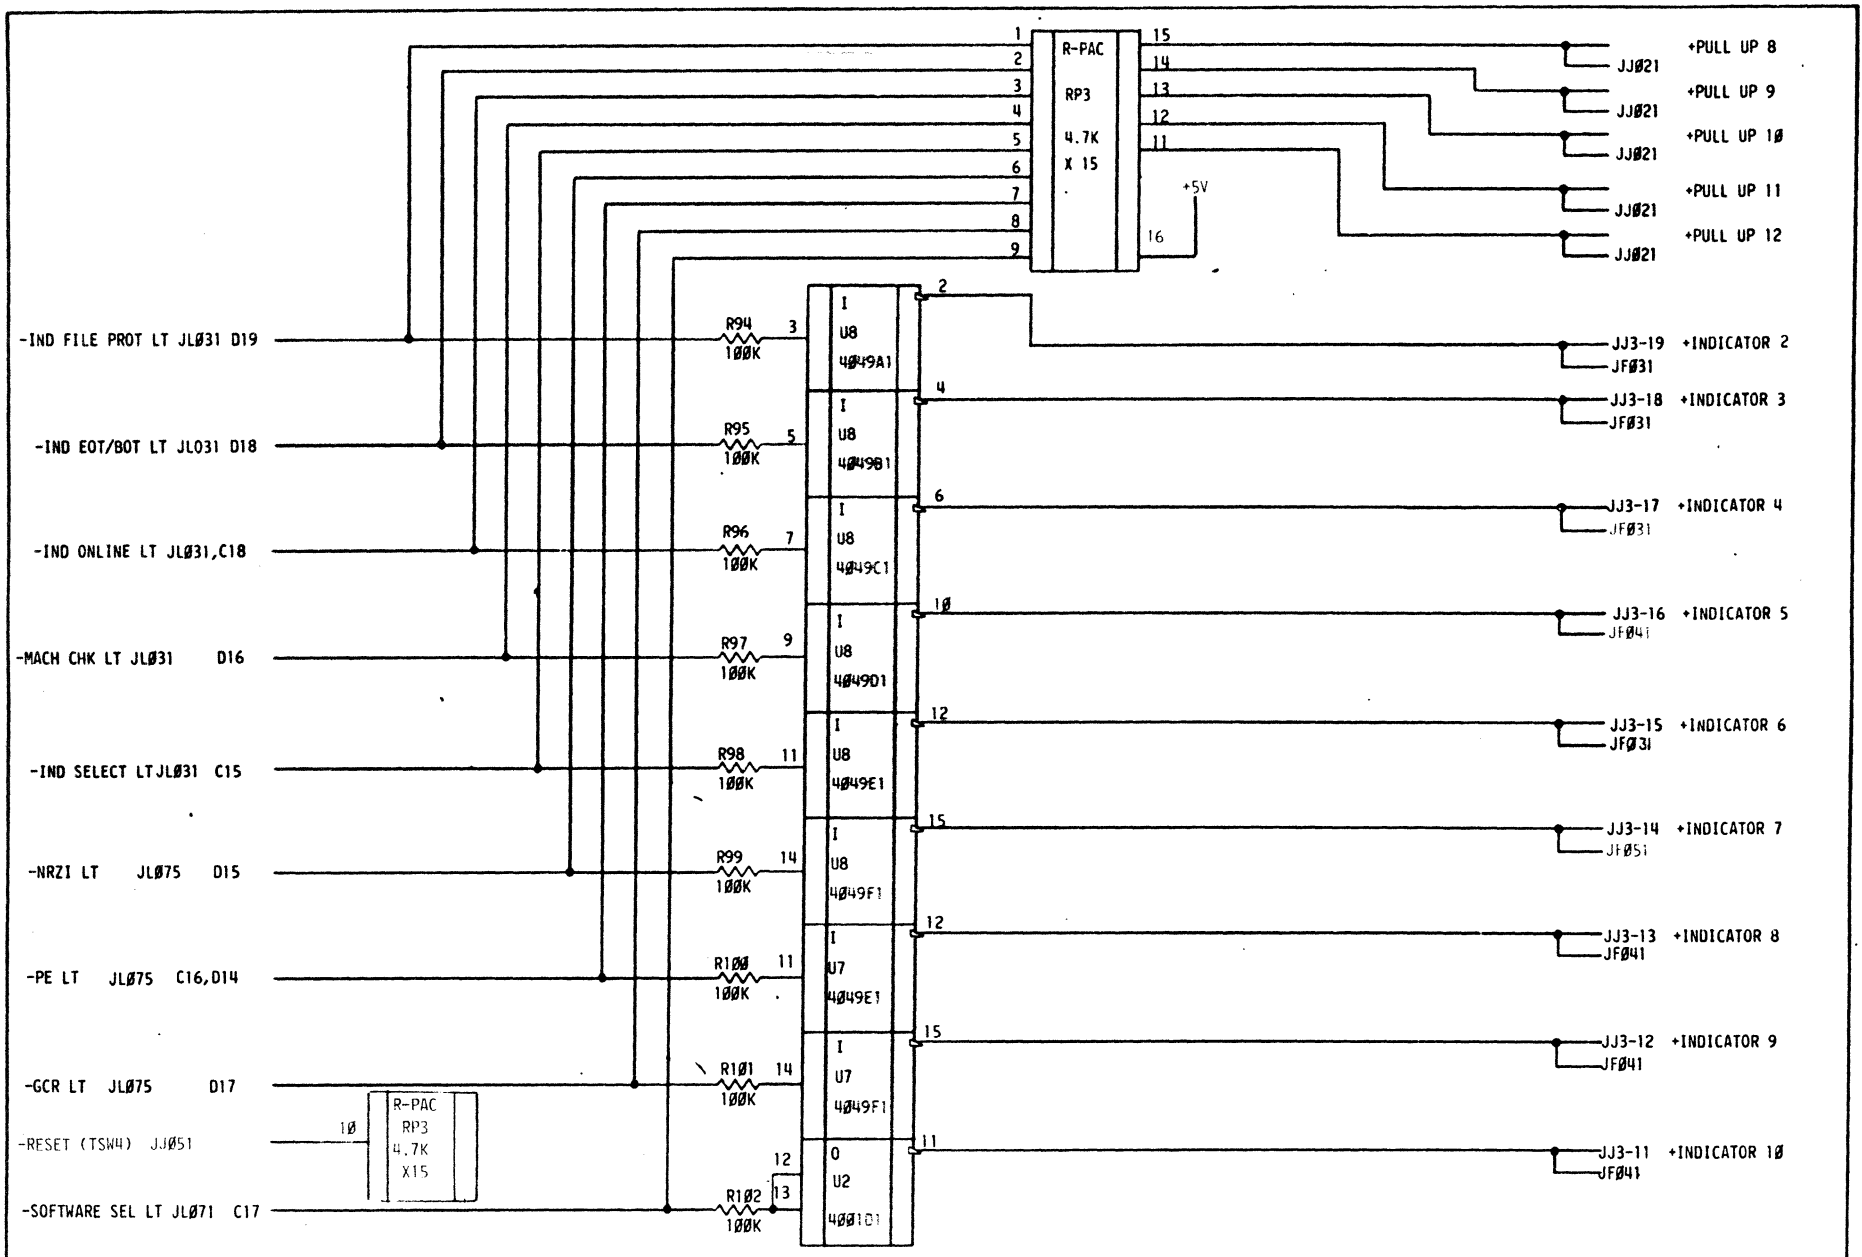 1 R-PAC 15 +PULL UP 8
JJØ21
2 14
3 RP3 13 +PULL UP 9
JJØ21
4 12
5 4.7K 11 +PULL UP 1Ø
JJØ21
6 X 15
7 +5V +PULL UP 11
JJØ21
8 16 +PULL UP 12
9 JJØ21
I 2
-IND FILE PROT LT JLØ31 D19 R94 3 U8 JJ3-19 +INDICATOR 2
1ØØK 4Ø49A1 JFØ31
I 4 JJ3-18 +INDICATOR 3
JFØ31
-IND EOT/BOT LT JLO31 D18 R95 5 U8
1ØØK 4Ø49B1
I 6 JJ3-17 +INDICATOR 4
JFØ31
-IND ONLINE LT JLØ31,C18 R96 7 U8
1ØØK 4Ø49C1
I 1Ø JJ3-16 +INDICATOR 5
JFØ41
-MACH CHK LT JLØ31 D16 R97 9 U8
1ØØK 4Ø49D1
I 12 JJ3-15 +INDICATOR 6
JFØ31
-IND SELECT LT JLØ31 C15 R98 11 U8
1ØØK 4Ø49E1
I 15 JJ3-14 +INDICATOR 7
JFØ51
-NRZI LT JLØ75 D15 R99 14 U8
1ØØK 4Ø49F1
I 12 JJ3-13 +INDICATOR 8
JFØ41
-PE LT JLØ75 C16,D14 R1ØØ 11 U7
1ØØK 4Ø49E1
I 15 JJ3-12 +INDICATOR 9
JFØ41
-GCR LT JLØ75 D17 R1Ø1 14 U7
1ØØK 4Ø49F1
-RESET (TSW4) JJØ51 1Ø R-PAC
RP3
4.7K
X15
O 11 JJ3-11 +INDICATOR 1Ø
JFØ41
12 U2
-SOFTWARE SEL LT JLØ71 C17 R1Ø2 13
1ØØK 4ØØ1D1